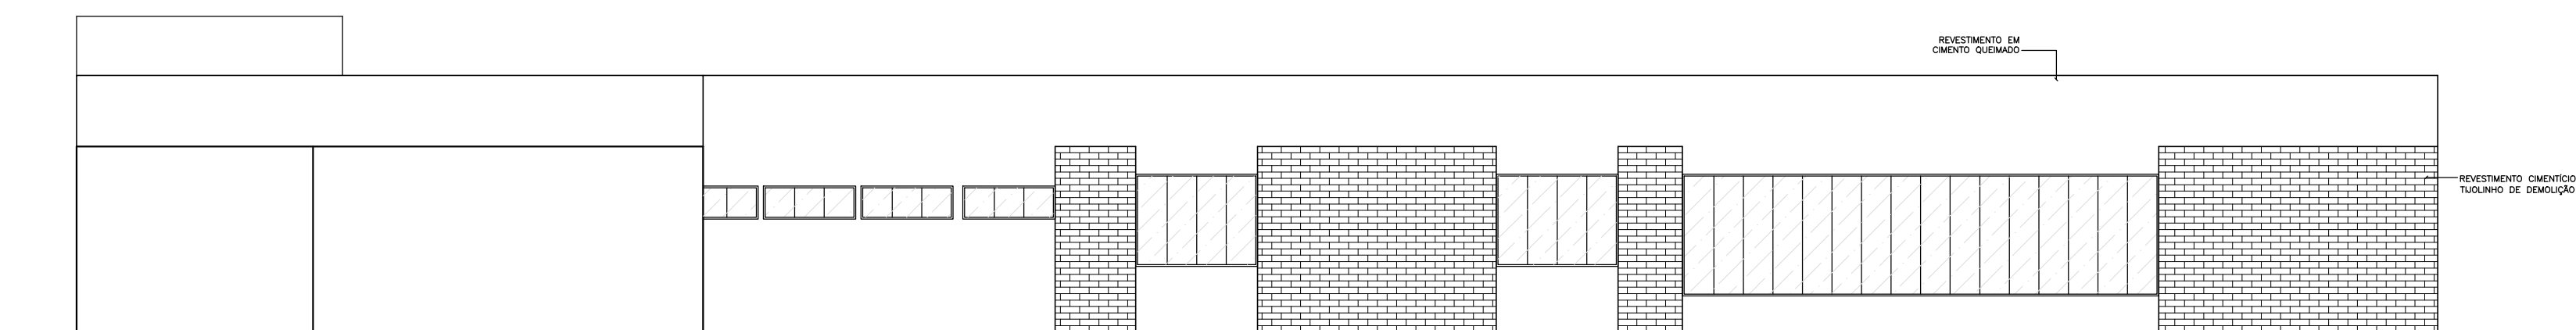 REVESTIMENTO EM
CIMENTO QUEIMADO
REVESTIMENTO CIMENTÍCIO
TIJOLINHO DE DEMOLIÇÃO